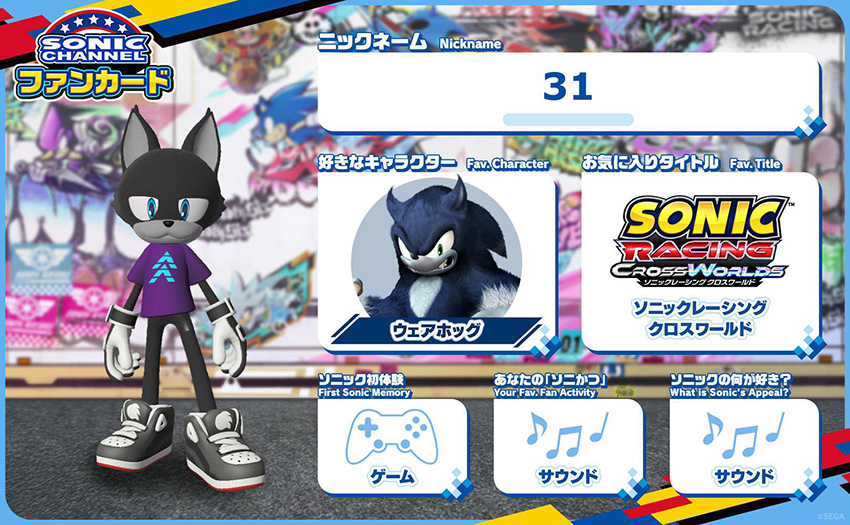 SONIC
CHANNEL
ファンカード
ニックネーム Nickname
31
好きなキャラクター Fav. Character
ウェアホッグ
お気に入りタイトル Fav. Title
SONIC™
RACING
CROSSWORLDS
ソニックレーシング クロスワールド
ソニックレーシング
クロスワールド
ソニック初体験
First Sonic Memory
ゲーム
あなたの「ソニかつ」
Your Fav. Fan Activity
サウンド
ソニックの何が好き？
What is Sonic's Appeal?
サウンド
SONIC
RACING
©SEGA